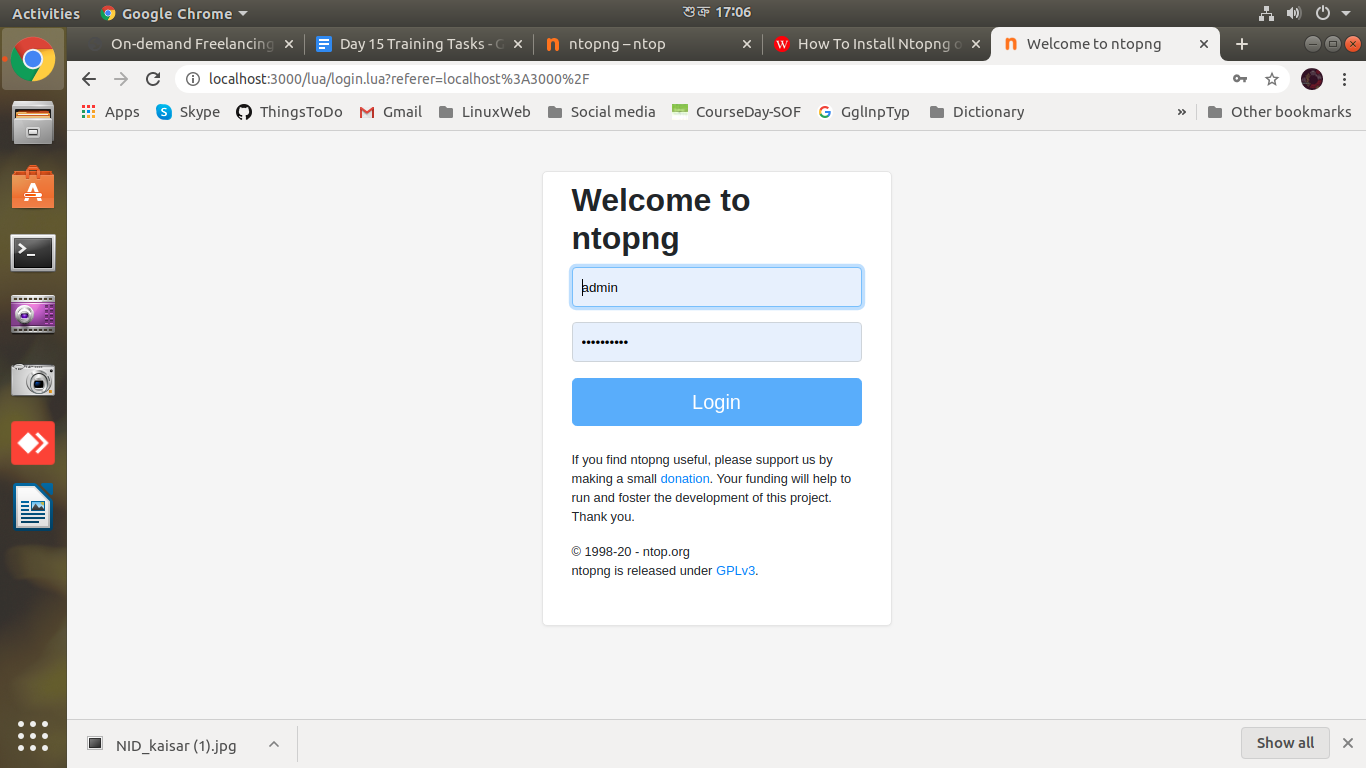 Activities
Google Chrome
শুক্র 17:06
On-demand Freelancing
Day 15 Training Tasks -
ntopng – ntop
How To Install Ntopng
Welcome to ntopng
localhost:3000/lua/login.lua?referer=localhost%3A3000%2F
Apps
Skype
ThingsToDo
Gmail
LinuxWeb
Social media
CourseDay-SOF
GglInpTyp
Dictionary
»
Other bookmarks
Welcome to
ntopng
admin
••••••••••
Login
If you find ntopng useful, please support us by
making a small donation. Your funding will help to
run and foster the development of this project.
Thank you.
© 1998-20 - ntop.org
ntopng is released under GPLv3.
NID_kaisar (1).jpg
Show all